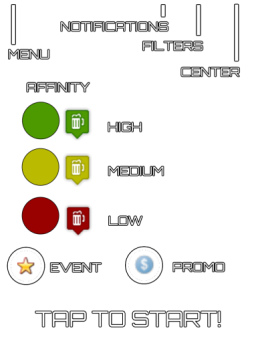 NOTIFICATIONS
FILTERS
MENU
CENTER
AFFINITY
HIGH
MEDIUM
LOW
EVENT
$ PROMO
TAP TO START!